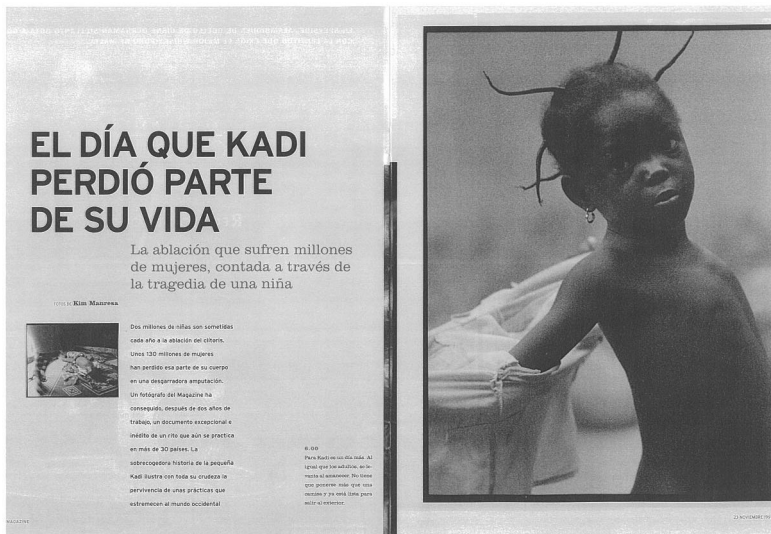 EL DÍA QUE KADI
PERDIÓ PARTE
DE SU VIDA
La ablación que sufren millones
de mujeres, contada a través de
la tragedia de una niña
Kim Manresa
Dos millones de niñas son sometidas
cada año a la ablación del clítoris.
Unos 130 millones de mujeres
han perdido esa parte de su cuerpo
en una desgarradora amputación.
Un fotógrafo del Magazine ha
conseguido, después de dos años de
trabajo, un documento excepcional e
inédito de un rito que aún se practica
en más de 30 países. La
sobrecogedora historia de la pequeña
Kadi ilustra con toda su crudeza la
pervivencia de unas prácticas que
estremecen al mundo occidental
6.00
Para Kadi es un día más. Al
igual que los adultos, se le-
vanta al amanecer. No tiene
que ponerse más que una
camisa y ya está lista para
salir al exterior.
MAGAZINE
23 NOVIEMBRE